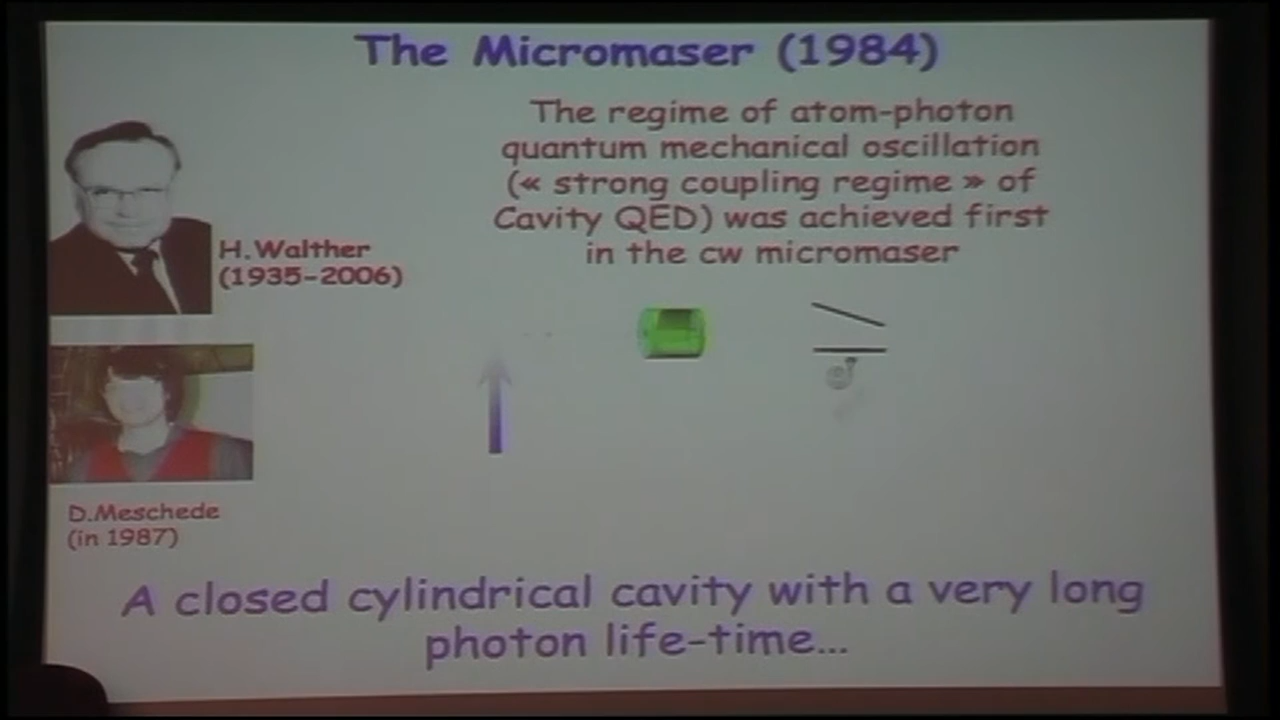 The Micromaser (1984)
The regime of atom-photon
quantum mechanical oscillation
(« strong coupling regime » of
Cavity QED) was achieved first
in the cw micromaser
H.Walther
(1935-2006)
D.Meschede
(in 1987)
A closed cylindrical cavity with a very long
photon life-time...